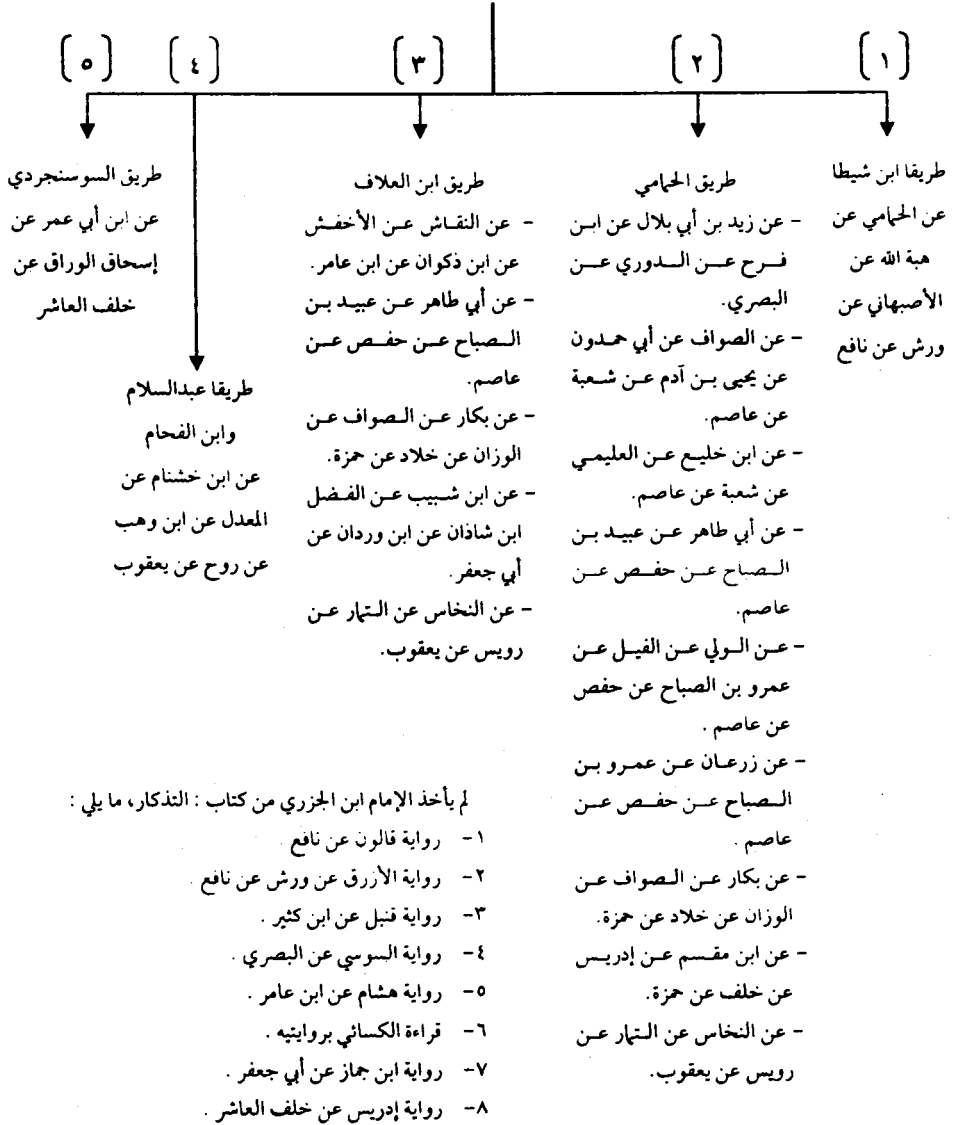 [١]
[٢]
[٣]
[٤]
[٥]
طريقا ابن شيطا
عن الحمامي عن
هبة الله عن
الأصبهاني عن
ورش عن نافع
طريق الحمامي
- عن زيد بن أبي بلال عن ابن
فرح عن الدوري عن
البصري.
- عن الصواف عن أبي حمدون
عن يحيى بن آدم عن شعبة
عن عاصم.
- عن ابن خليع عن العليمي
عن شعبة عن عاصم.
- عن أبي طاهر عن عبيد بن
الصباح عن حفص عن
عاصم.
- عن الولي عن الفيل عن
عمرو بن الصباح عن حفص
عن عاصم .
- عن زرعان عن عمرو بن
الصباح عن حفص عن
عاصم .
- عن بكار عن الصواف عن
الوزان عن خلاد عن حمزة.
- عن ابن مقسم عن إدريس
عن خلف عن حمزة.
- عن النخاس عن التمار عن
رويس عن يعقوب.
طريق ابن العلاف
- عن النقاش عن الأخفش
عن ابن ذكوان عن ابن عامر.
- عن أبي طاهر عن عبيد بن
الصباح عن حفص عن
عاصم.
- عن بكار عن الصواف عن
الوزان عن خلاد عن حمزة.
- عن ابن شبيب عن الفضل
ابن شاذان عن ابن وردان عن
أبي جعفر.
- عن النخاس عن التمار عن
رويس عن يعقوب.
طريقا عبدالسلام
وابن الفحام
عن ابن خشنام عن
المعدل عن ابن وهب
عن روح عن يعقوب
طريق السوسنجردي
عن ابن أبي عمر عن
إسحاق الوراق عن
خلف العاشر
لم يأخذ الإمام ابن الجزري من كتاب : التذكار، ما يلي :
١- رواية قالون عن نافع .
٢- رواية الأزرق عن ورش عن نافع .
٣- رواية قنبل عن ابن كثير .
٤- رواية السوسي عن البصري .
٥- رواية هشام عن ابن عامر .
٦- قراءة الكسائي بروايتيه .
٧- رواية ابن جماز عن أبي جعفر .
٨- رواية إدريس عن خلف العاشر .